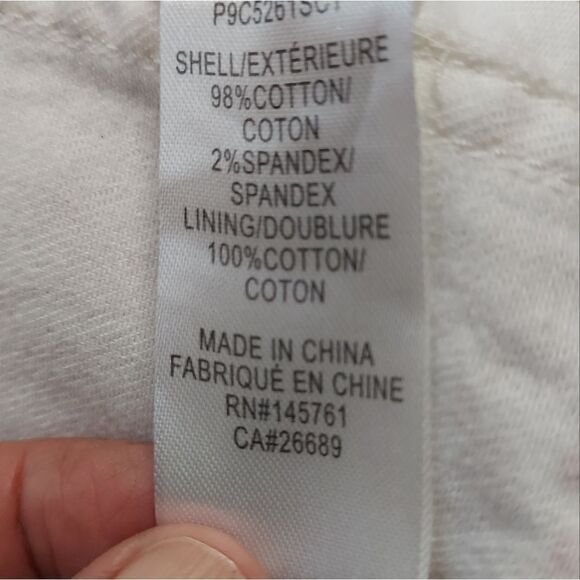 SHELL/EXTÉRIEURE
98%COTTON/
COTON
2%SPANDEX/
SPANDEX
LINING/DOUBLURE
100%COTTON/
COTON
MADE IN CHINA
FABRIQUÉ EN CHINE
RN#145761
CA#26689